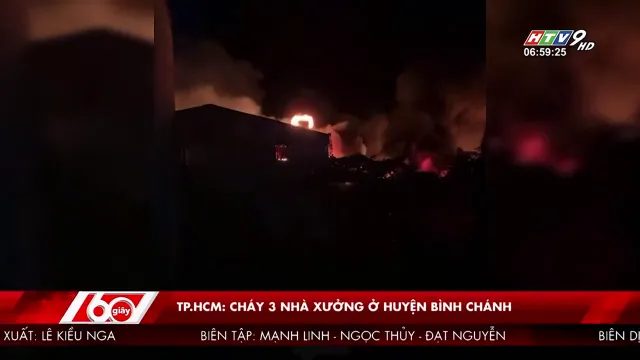 HTV9 HD
06:59:25
60 giây
TP.HCM: CHÁY 3 NHÀ XƯỞNG Ở HUYỆN BÌNH CHÁNH
XUẤT: LÊ KIỀU NGA BIÊN TẬP: MẠNH LINH - NGỌC THỦY - ĐẠT NGUYỄN BIÊN D